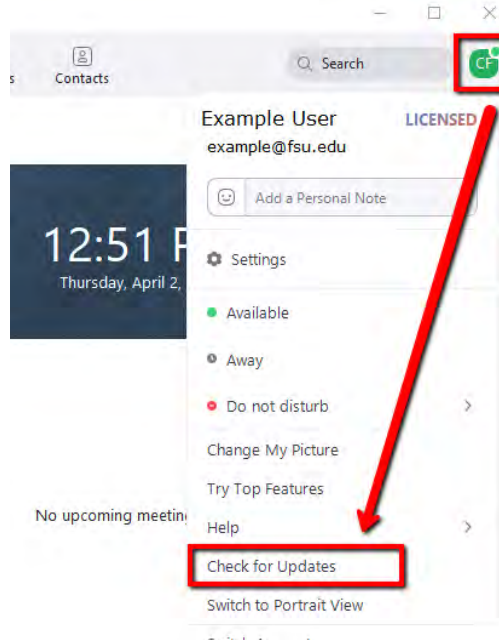 s
Contacts
Search
CF
Example User
LICENSED
example@fsu.edu
Add a Personal Note
12:51 P
Thursday, April 2,
Settings
Available
Away
Do not disturb
Change My Picture
Try Top Features
No upcoming meetin
Help
Check for Updates
Switch to Portrait View